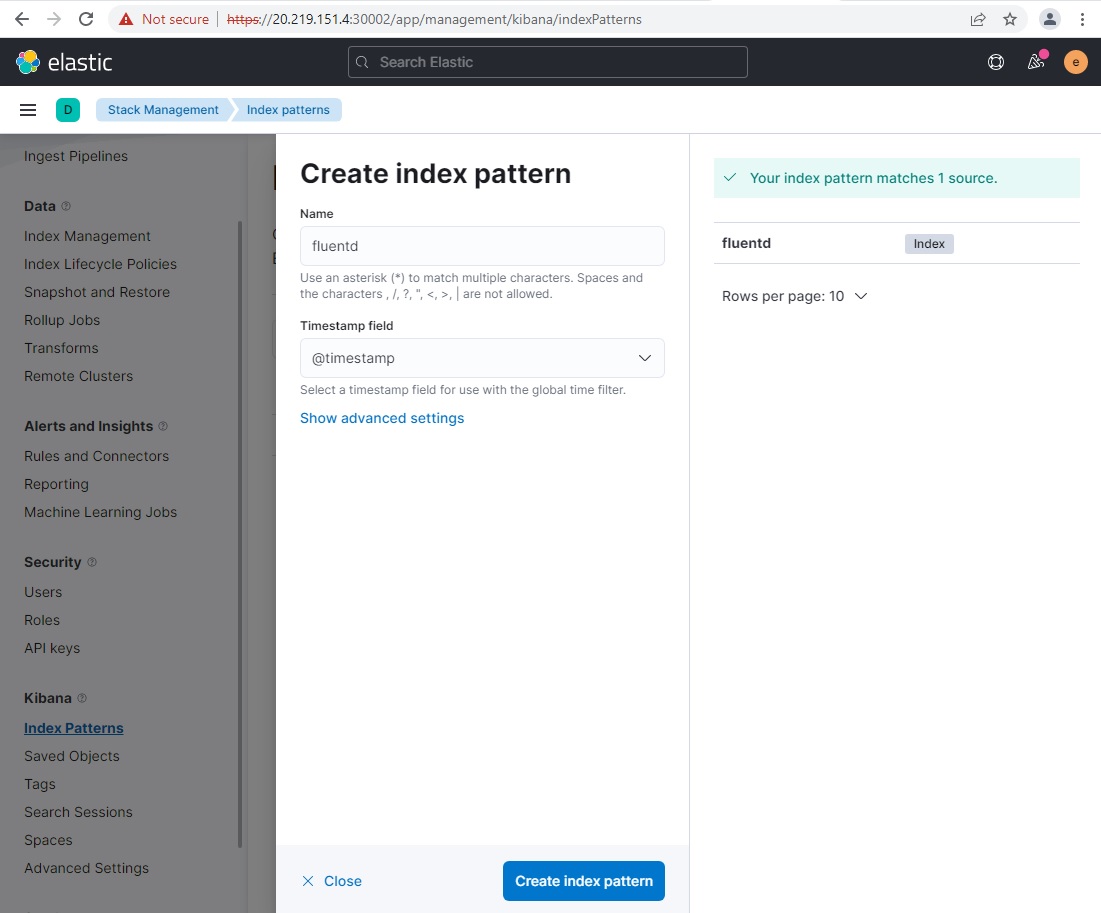 Not secure
https://20.219.151.4:30002/app/management/kibana/indexPatterns
elastic
Search Elastic
e
D
Stack Management
Index patterns
Ingest Pipelines
Data
Index Management
Index Lifecycle Policies
Snapshot and Restore
Rollup Jobs
Transforms
Remote Clusters
Alerts and Insights
Rules and Connectors
Reporting
Machine Learning Jobs
Security
Users
Roles
API keys
Kibana
Index Patterns
Saved Objects
Tags
Search Sessions
Spaces
Advanced Settings
Create index pattern
Name
fluentd
Use an asterisk (*) to match multiple characters. Spaces and
the characters , /, ?, ", <, >, | are not allowed.
Timestamp field
@timestamp
Select a timestamp field for use with the global time filter.
Show advanced settings
Close
Create index pattern
Your index pattern matches 1 source.
fluentd
Index
Rows per page: 10